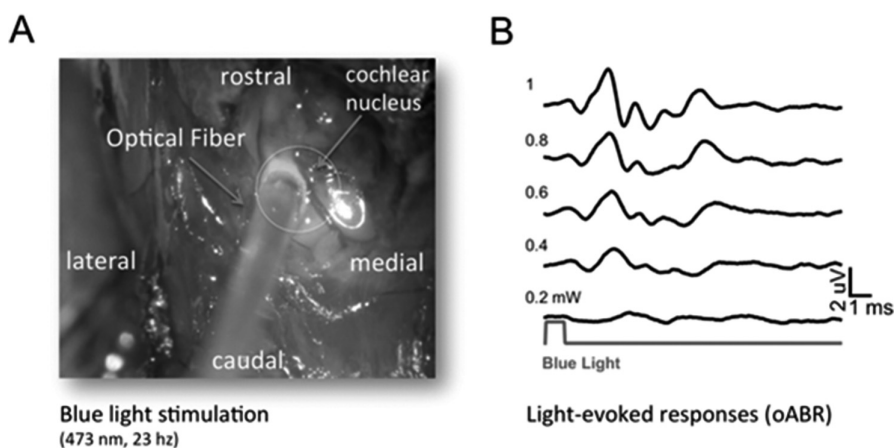 A
rostral
cochlear
nucleus
Optical Fiber
lateral
medial
caudal
Blue light stimulation
(473 nm, 23 hz)
B
1
0.8
0.6
0.4
0.2 mW
2 uV
1 ms
Blue Light
Light-evoked responses (oABR)